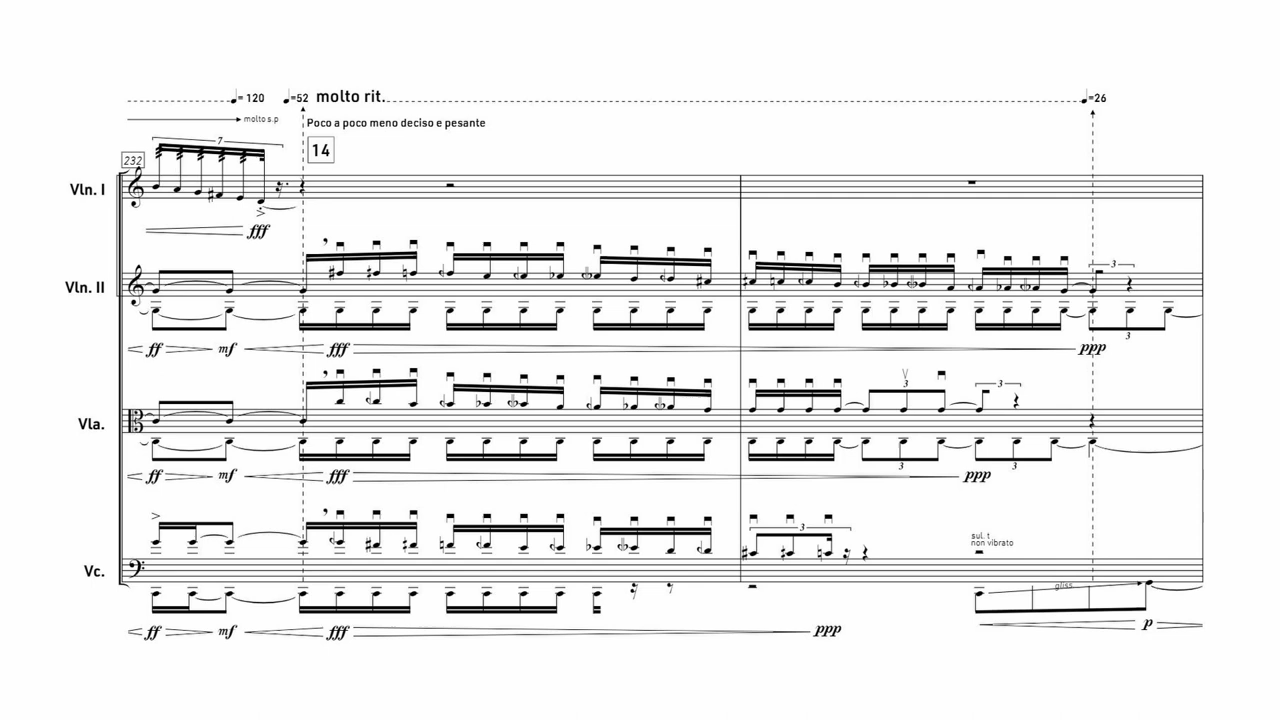 = 120 =52 molto rit. =26
molto s.p
Poco a poco meno deciso e pesante
14
7
232
Vln. I
fff
3
Vln. II
3
ff mf fff ppp
3 3
Vla.
3 3
ff mf fff ppp
3
sul. t
non vibrato
Vc.
gliss.
ff mf fff ppp p